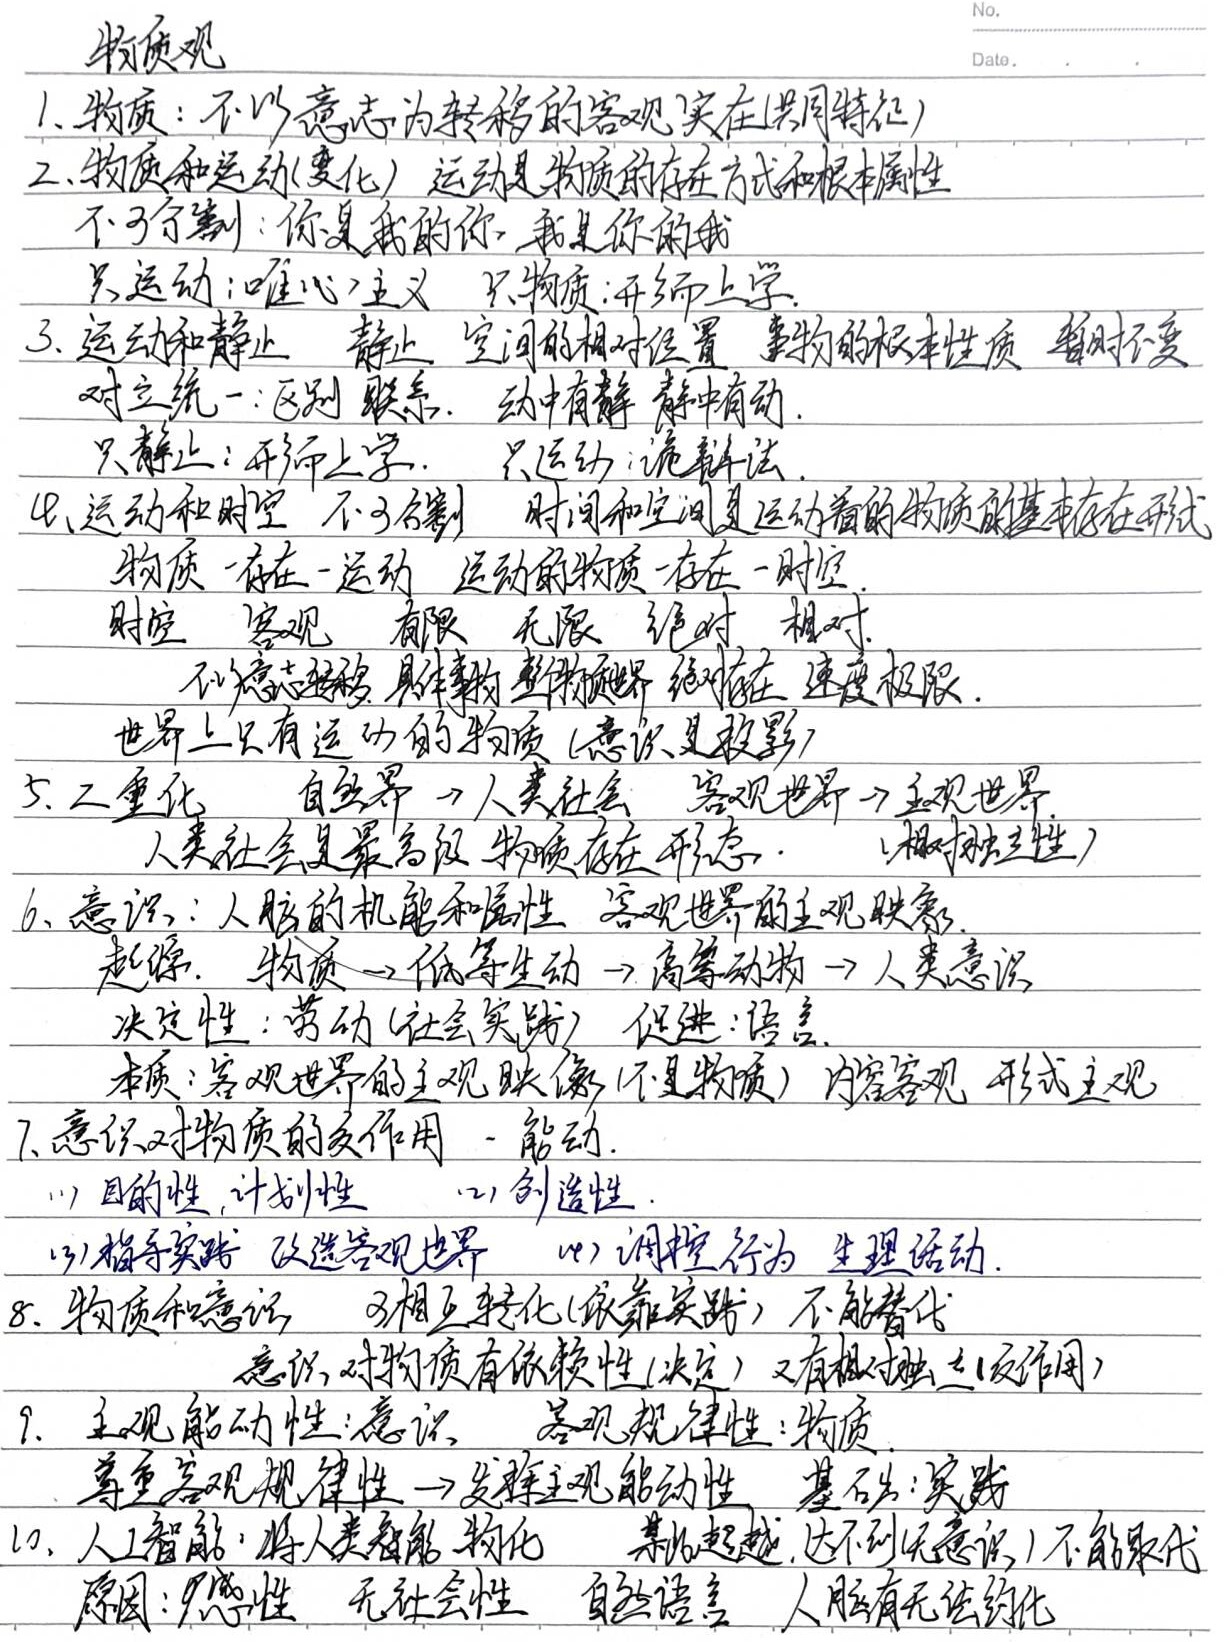 No.
Date.
物质观
1、物质：不以意志为转移的客观实在(共同特征)
2、物质和运动(变化) 运动是物质的存在方式和根本属性
不可分割：你是我的你，我是你的我
只运动：唯心主义 只物质：形而上学.
3、运动和静止 静止 空间的相对位置 事物的根本性质 暂时不变
对立统一：区别 联系. 动中有静 静中有动.
只静止：形而上学. 只运动：诡辩法.
4、运动和时空 不可分割 时间和空间是运动着的物质的基本存在形式
物质-存在-运动 运动的物质-存在-时空.
时空 客观 有限 无限 绝对 相对.
不以意志转移 具体事物 整个物质世界 绝对存在 速度极限.
世界上只有运动的物质(意识是投影)
5、二重化 自然界→人类社会 客观世界→主观世界.
人类社会是最高级物质存在形态. (相对独立性)
6、意识：人脑的机能和属性 客观世界的主观映象.
起源. 物质→低等生动→高等动物→人类意识
决定性：劳动(社会实践) 促进：语言.
本质：客观世界的主观映像(不是物质) 内容客观 形式主观
7、意识对物质的反作用 - 能动.
(1) 目的性，计划性 (2) 创造性.
(3) 指导实践 改造客观世界 (4) 调控行为 生理活动.
8、物质和意识 可相互转化(依靠实践) 不能替代
意识对物质有依赖性(决定) 又有相对独立(反作用)
9. 主观能动性：意识 客观规律性：物质.
尊重客观规律性→发挥主观能动性 基石：实践
10、人工智能：将人类智能物化 某些超越，达不到(无意识) 不能取代
原因： 无社会性 自然语言 人脑有无法